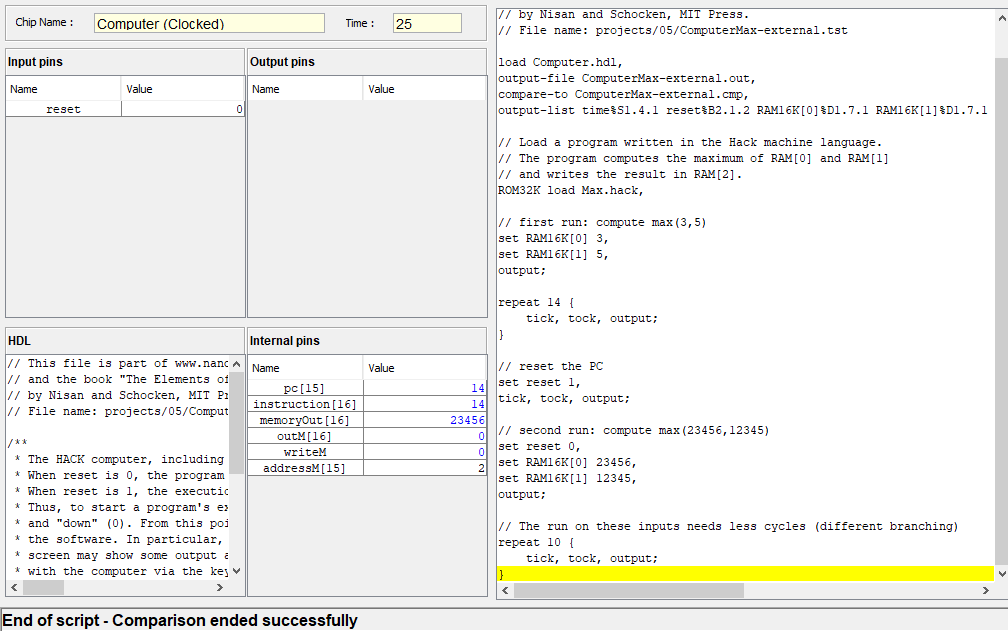 Chip Name :
Computer (Clocked)
Time :
25
Input pins
Name
Value
reset
0
Output pins
Name
Value
HDL
// This file is part of www.nand
// and the book "The Elements of
// by Nisan and Schocken, MIT Pr
// File name: projects/05/Comput
/**
* The HACK computer, including
* When reset is 0, the program
* When reset is 1, the executio
* Thus, to start a program's ex
* and "down" (0). From this poi
* the software. In particular,
* screen may show some output a
* with the computer via the key
Internal pins
Name
Value
pc[15]
14
instruction[16]
14
memoryOut[16]
23456
outM[16]
0
writeM
0
addressM[15]
2
// by Nisan and Schocken, MIT Press.
// File name: projects/05/ComputerMax-external.tst
load Computer.hdl,
output-file ComputerMax-external.out,
compare-to ComputerMax-external.cmp,
output-list time%S1.4.1 reset%B2.1.2 RAM16K[0]%D1.7.1 RAM16K[1]%D1.7.1
// Load a program written in the Hack machine language.
// The program computes the maximum of RAM[0] and RAM[1]
// and writes the result in RAM[2].
ROM32K load Max.hack,
// first run: compute max(3,5)
set RAM16K[0] 3,
set RAM16K[1] 5,
output;
repeat 14 {
tick, tock, output;
}
// reset the PC
set reset 1,
tick, tock, output;
// second run: compute max(23456,12345)
set reset 0,
set RAM16K[0] 23456,
set RAM16K[1] 12345,
output;
// The run on these inputs needs less cycles (different branching)
repeat 10 {
tick, tock, output;
}
End of script - Comparison ended successfully